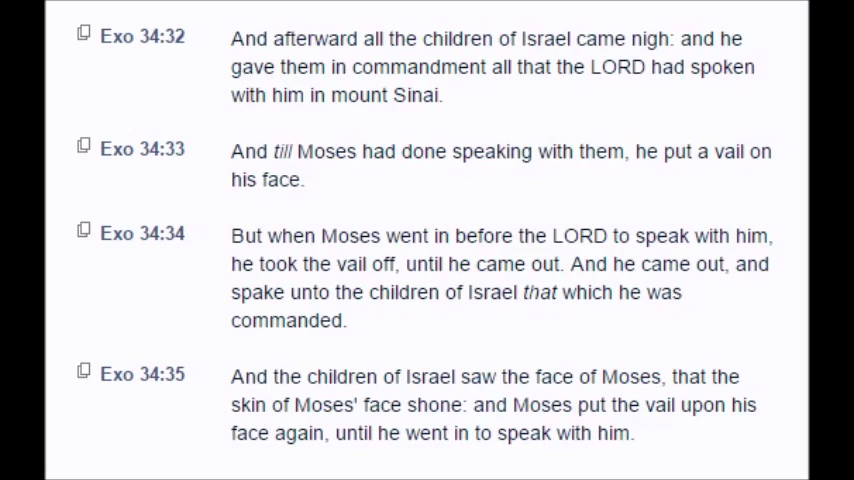 Exo 34:32 And afterward all the children of Israel came nigh: and he
gave them in commandment all that the LORD had spoken
with him in mount Sinai.
Exo 34:33 And till Moses had done speaking with them, he put a vail on
his face.
Exo 34:34 But when Moses went in before the LORD to speak with him,
he took the vail off, until he came out. And he came out, and
spake unto the children of Israel that which he was
commanded.
Exo 34:35 And the children of Israel saw the face of Moses, that the
skin of Moses' face shone: and Moses put the vail upon his
face again, until he went in to speak with him.